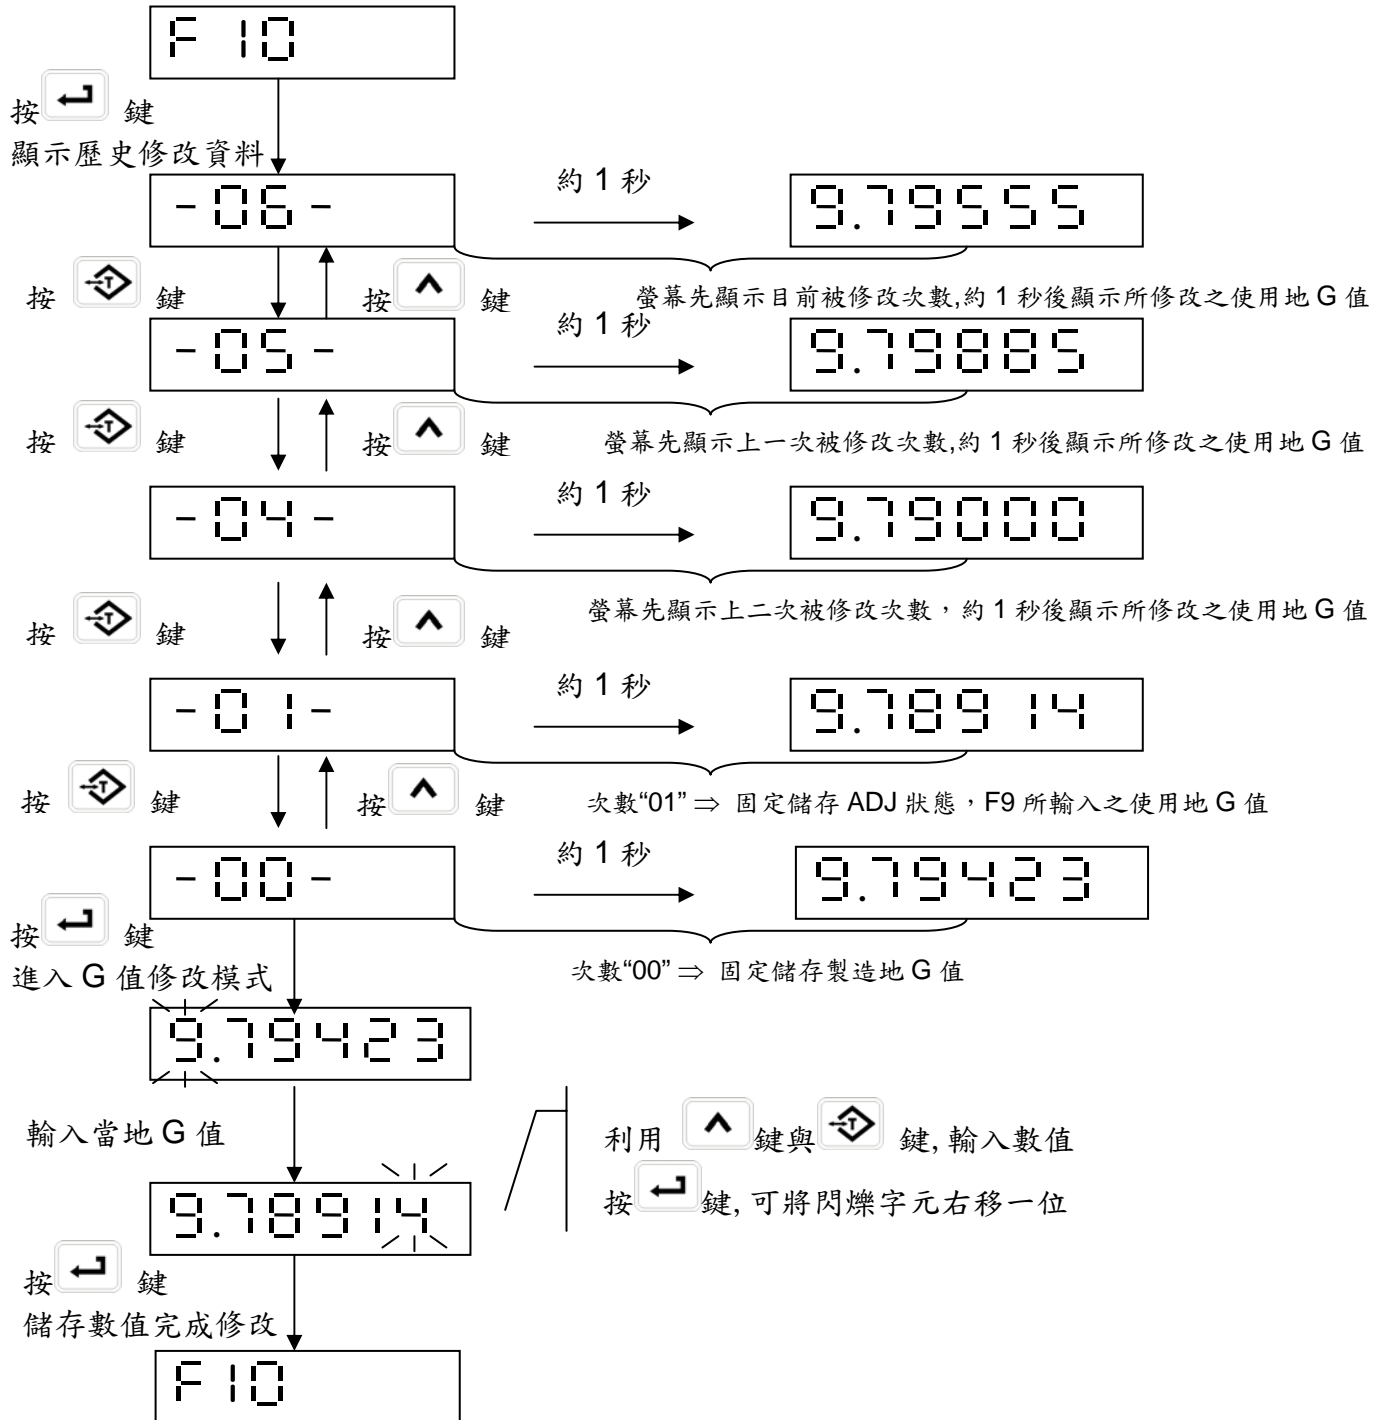 F 10
按 鍵
顯示歷史修改資料
-06- 約 1 秒 9.79555
按 T 鍵 按 鍵 螢幕先顯示目前被修改次數,約 1 秒後顯示所修改之使用地 G 值
-05- 約 1 秒 9.79885
按 T 鍵 按 鍵 螢幕先顯示上一次被修改次數,約 1 秒後顯示所修改之使用地 G 值
-04- 約 1 秒 9.79000
按 T 鍵 按 鍵 螢幕先顯示上二次被修改次數，約 1 秒後顯示所修改之使用地 G 值
-01- 約 1 秒 9.78914
按 T 鍵 按 鍵 次數“01”⇒ 固定儲存 ADJ 狀態，F9 所輸入之使用地 G 值
-00- 約 1 秒 9.79423
按 鍵
進入 G 值修改模式 次數“00”⇒ 固定儲存製造地 G 值
9.79423
輸入當地 G 值 利用 鍵與 T 鍵, 輸入數值
9.78914 按 鍵, 可將閃爍字元右移一位
按 鍵
儲存數值完成修改
F10